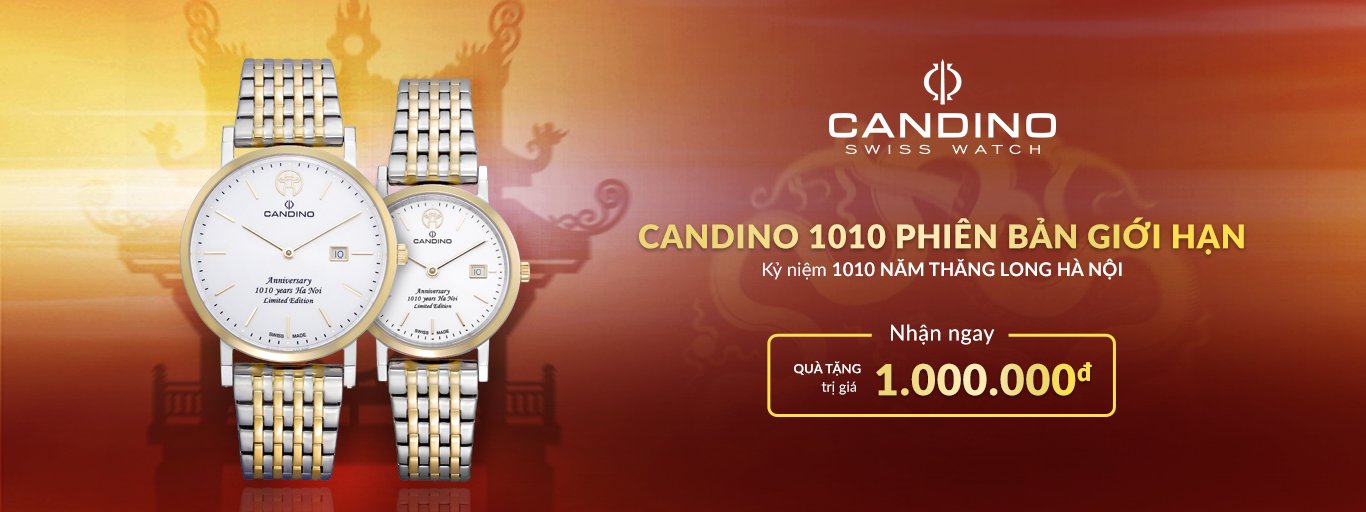 CANDINO
Anniversary
1010 years Ha Noi
Limited Edition
10
SWISS MADE
CANDINO
Anniversary
1010 years Ha Noi
Limited Edition
10
SWISS MADE
CANDINO
SWISS WATCH
CANDINO 1010 PHIÊN BẢN GIỚI HẠN
Kỷ niệm 1010 NĂM THĂNG LONG HÀ NỘI
Nhận ngay
QUÀ TẶNG
trị giá
1.000.000đ